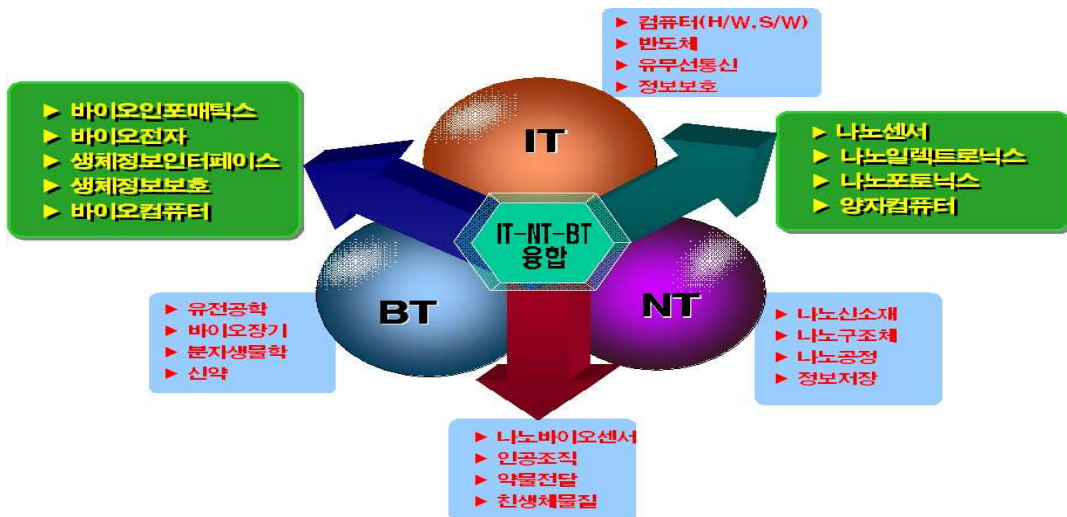 ► 컴퓨터(H/W.S/W)
► 반도체
► 유무선통신
► 정보보호
► 바이오인포매틱스
► 바이오전자
► 생체정보인터페이스
► 생체정보보호
► 바이오컴퓨터
IT
► 나노센서
► 나노일렉트로닉스
► 나노포토닉스
► 양자컴퓨터
IT-NT-BT
융합
BT
NT
► 유전공학
► 바이오장기
► 분자생물학
► 신약
► 나노신소재
► 나노구조체
► 나노공정
► 정보저장
► 나노바이오센서
► 인공조직
► 약물전달
► 친생체물질